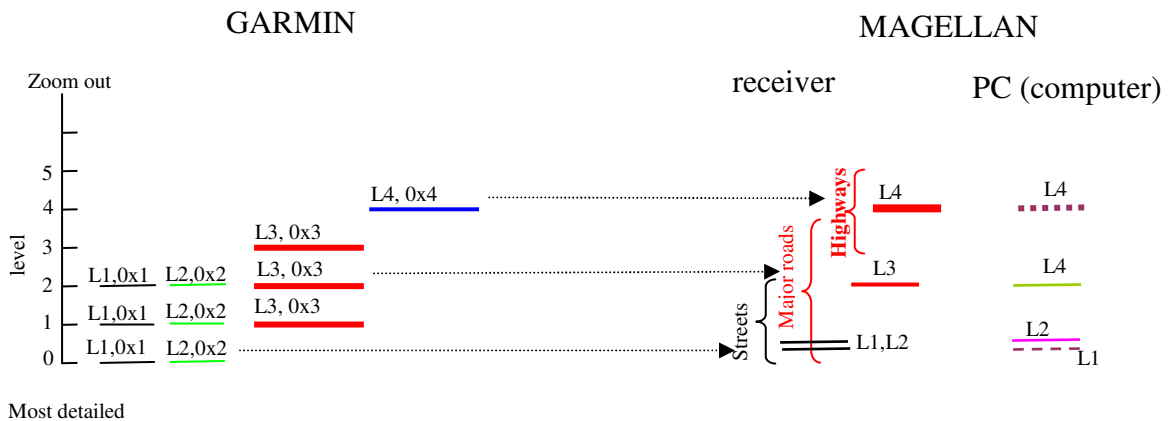 GARMIN
MAGELLAN
receiver
PC (computer)
Zoom out
level
5
4
3
2
1
0
L4, 0x4
L3, 0x3
L1,0x1
L2,0x2
L3, 0x3
L1,0x1
L2,0x2
L3, 0x3
L1,0x1
L2,0x2
Streets
Major roads
Highways
L4
L3
L1,L2
L4
L4
L2
L1
Most detailed